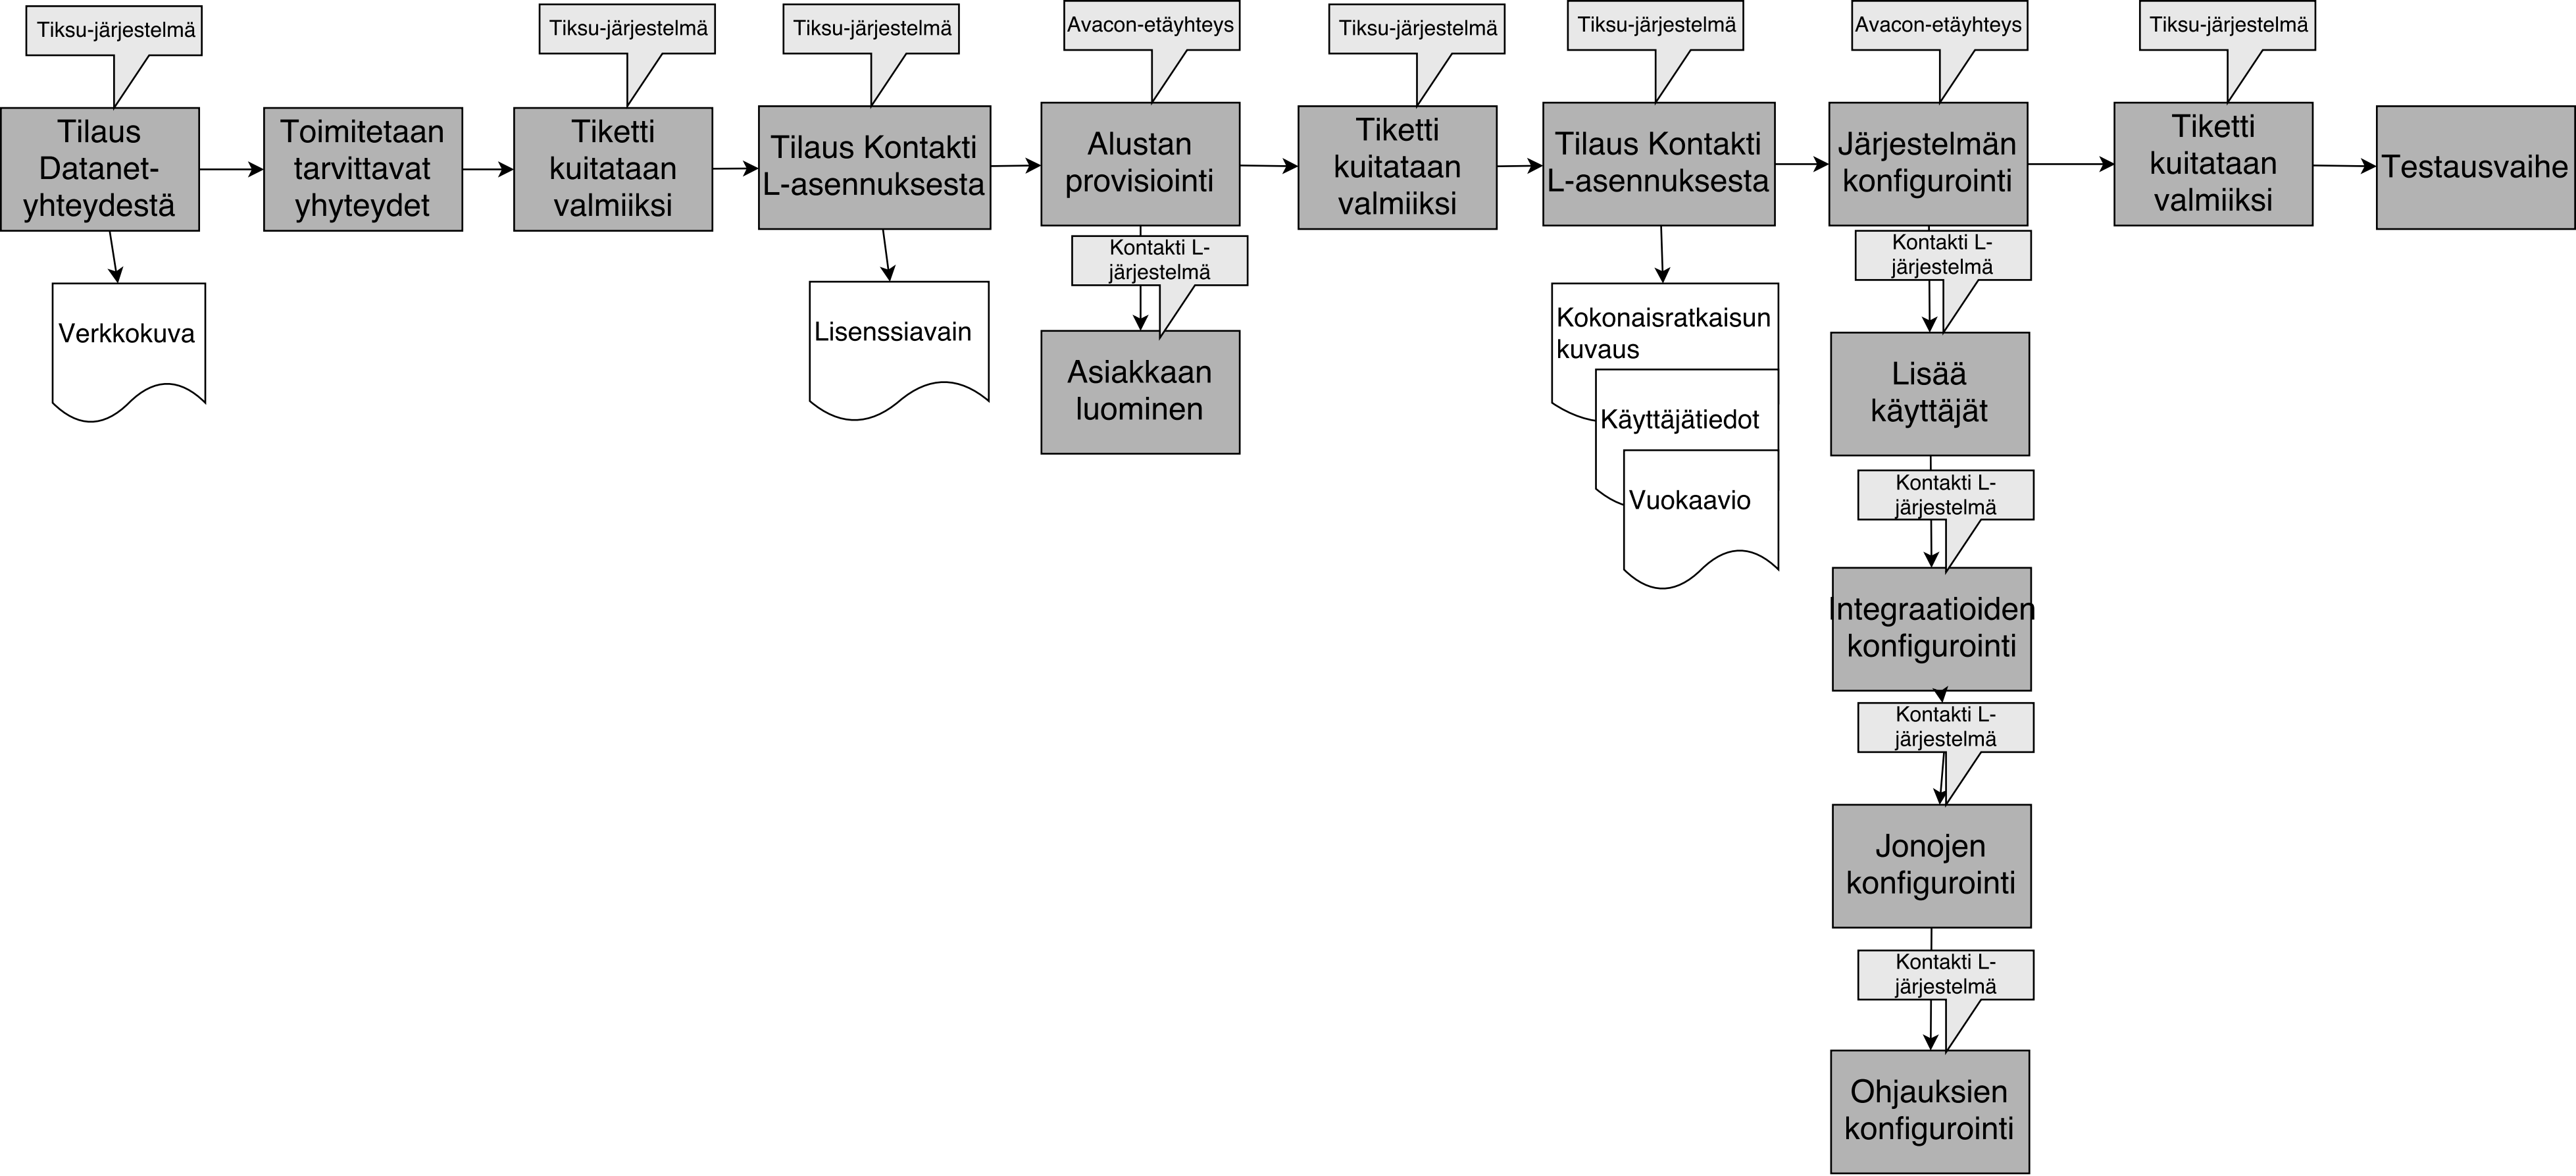 Tiksu-järjestelmä
Tiksu-järjestelmä
Tiksu-järjestelmä
Avacon-etäyhteys
Tiksu-järjestelmä
Tiksu-järjestelmä
Avacon-etäyhteys
Tiksu-järjestelmä
Tilaus
Datanet-
yhteydestä
Toimitetaan
tarvittavat
yhyteydet
Tiketti
kuitataan
valmiiksi
Tilaus Kontakti
L-asennuksesta
Alustan
provisiointi
Tiketti
kuitataan
valmiiksi
Tilaus Kontakti
L-asennuksesta
Järjestelmän
konfigurointi
Tiketti
kuitataan
valmiiksi
Testausvaihe
Verkkokuva
Lisenssiavain
Kontakti L-
järjestelmä
Asiakkaan
luominen
Kokonaisratkaisun
kuvaus
Käyttäjätiedot
Vuokaavio
Kontakti L-
järjestelmä
Lisää
käyttäjät
Kontakti L-
järjestelmä
Integraatioiden
konfigurointi
Kontakti L-
järjestelmä
Jonojen
konfigurointi
Kontakti L-
järjestelmä
Ohjauksien
konfigurointi